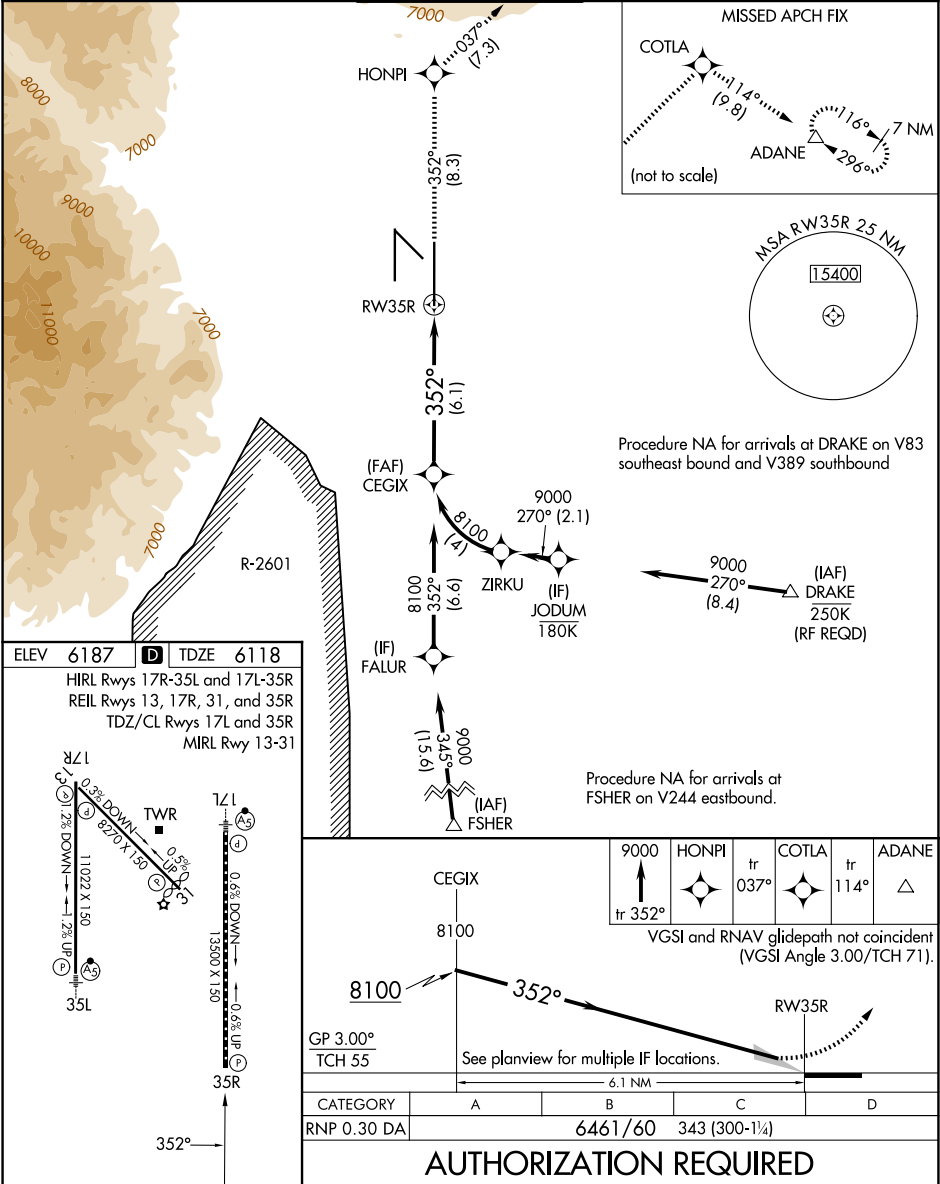 7000
037°
(7.3)
HONPI
8000
7000
352°
(8.3)
9000
10000
11000
7000
RW35R
352°
(6.1)
(FAF)
CEGIX
8100
(4)
9000
270° (2.1)
7000
R-2601
8100
352°
(6.6)
ZIRKU
(IF)
JODUM
180K
9000
270°
(8.4)
(IAF)
DRAKE
250K
(RF REQD)
(IF)
FALUR
9000
345°
(15.6)
(IAF)
FSHER
MISSED APCH FIX
COTLA
114°
(9.8)
116°
7 NM
ADANE
296°
(not to scale)
MSA RW35R 25 NM
15400
Procedure NA for arrivals at DRAKE on V83
southeast bound and V389 southbound
Procedure NA for arrivals at
FSHER on V244 eastbound.
ELEV 6187 D TDZE 6118
HIRL Rwys 17R-35L and 17L-35R
REIL Rwys 13, 17R, 31, and 35R
TDZ/CL Rwys 17L and 35R
MIRL Rwy 13-31
17R
13
P
P
0.3% DOWN
8270 X 150
0.5%
UP
P
31
TWR
1.2% DOWN
11022 X 150
1.2% UP
P
A5
35L
17L
A5
P
0.6% DOWN
13500 X 150
0.6% UP
P
35R
352°
9000
tr 352°
HONPI
tr
037°
COTLA
tr
114°
ADANE
VGSI and RNAV glidepath not coincident
(VGSI Angle 3.00/TCH 71).
CEGIX
8100
8100
352°
RW35R
GP 3.00°
TCH 55
See planview for multiple IF locations.
6.1 NM
CATEGORY A B C D
RNP 0.30 DA 6461/60 343 (300-1¼)
AUTHORIZATION REQUIRED